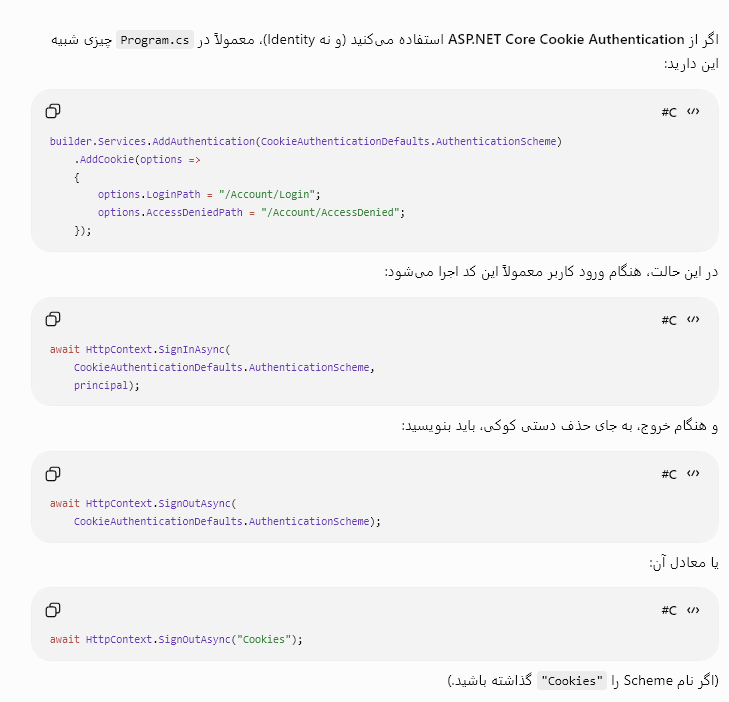 اگر از ASP.NET Core Cookie Authentication استفاده می‌کنید (و نه Identity)، معمولاً در Program.cs چیزی شبیه
این دارید:
C#
builder.Services.AddAuthentication(CookieAuthenticationDefaults.AuthenticationScheme)
    .AddCookie(options =>
    {
        options.LoginPath = "/Account/Login";
        options.AccessDeniedPath = "/Account/AccessDenied";
    });
در این حالت، هنگام ورود کاربر معمولاً این کد اجرا می‌شود:
C#
await HttpContext.SignInAsync(
    CookieAuthenticationDefaults.AuthenticationScheme,
    principal);
و هنگام خروج، به جای حذف دستی کوکی، باید بنویسید:
C#
await HttpContext.SignOutAsync(
    CookieAuthenticationDefaults.AuthenticationScheme);
یا معادل آن:
C#
await HttpContext.SignOutAsync("Cookies");
(اگر نام Scheme را "Cookies" گذاشته باشید.)